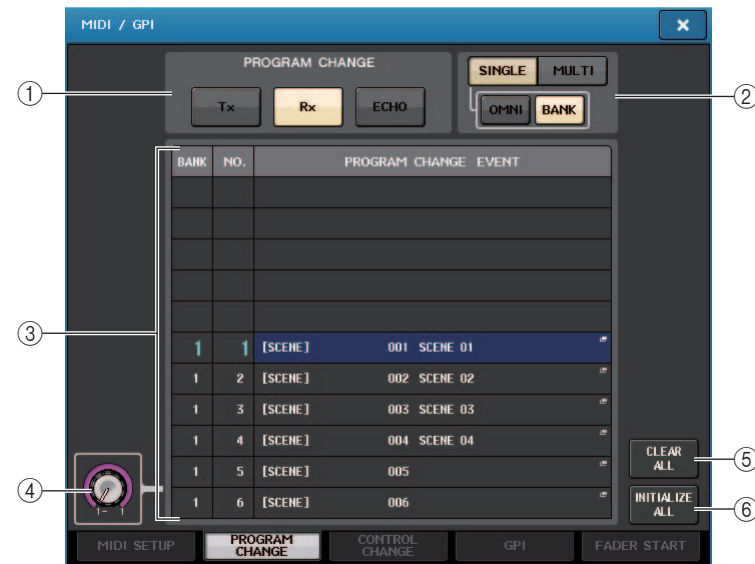 MIDI / GPI
×
PROGRAM CHANGE
Tx
Rx
ECHO
SINGLE
MULTI
OMNI
BANK
①
②
BANK NO. PROGRAM CHANGE EVENT
③
1 1 [SCENE] 001 SCENE 01
1 2 [SCENE] 002 SCENE 02
1 3 [SCENE] 003 SCENE 03
1 4 [SCENE] 004 SCENE 04
1 5 [SCENE] 005
1 6 [SCENE] 006
④
1- 1
CLEAR
ALL
⑤
INITIALIZE
ALL
⑥
MIDI SETUP
PROGRAM
CHANGE
CONTROL
CHANGE
GPI
FADER START